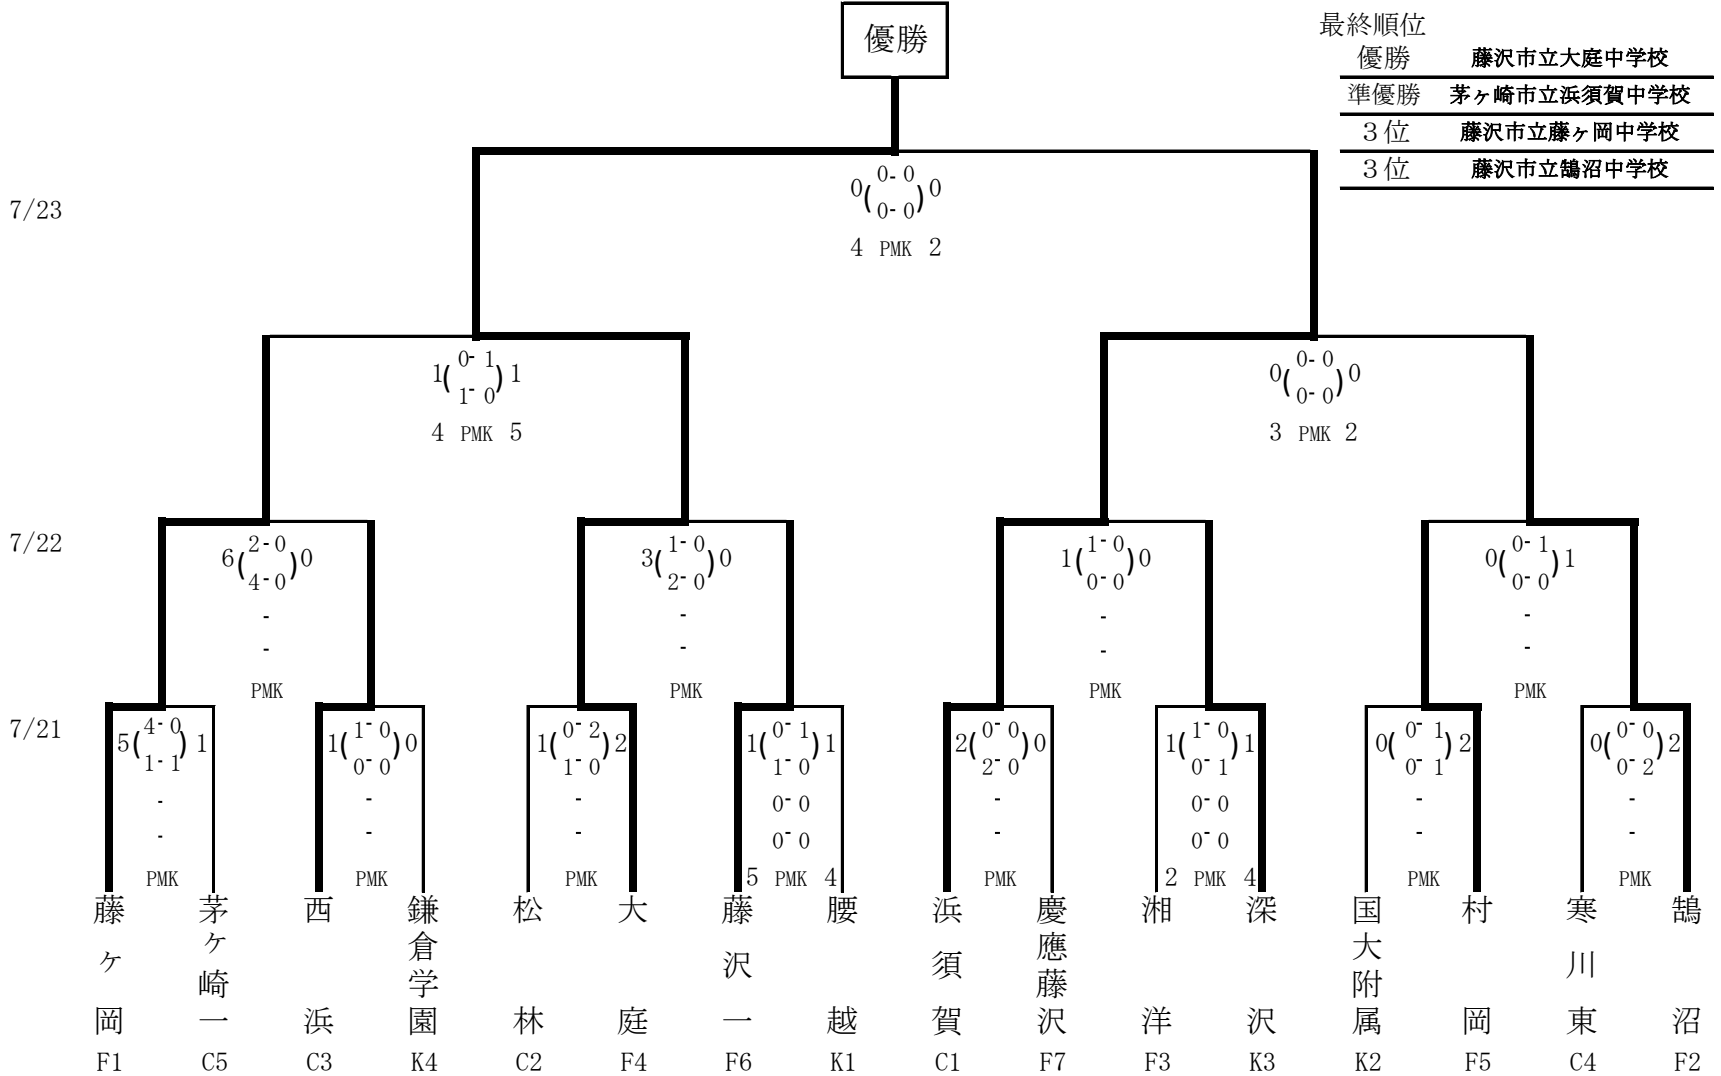 優勝
最終順位
優勝 藤沢市立大庭中学校
準優勝 茅ヶ崎市立浜須賀中学校
３位 藤沢市立藤ヶ岡中学校
３位 藤沢市立鵠沼中学校
7/23
0-0
0( )0
0-0
4 PMK 2
0-1
1( )1
1-0
4 PMK 5
0-0
0( )0
0-0
3 PMK 2
7/22
2-0
6( )0
4-0
-
-
PMK
1-0
3( )0
2-0
-
-
PMK
1-0
1( )0
0-0
-
-
PMK
0-1
0( )1
0-0
-
-
PMK
7/21
4-0
5( )1
1-1
-
-
PMK
1-0
1( )0
0-0
-
-
PMK
0-2
1( )2
1-0
-
-
PMK
0-1
1( )1
1-0
0-0
0-0
5 PMK 4
0-0
2( )0
2-0
-
-
PMK
1-0
1( )1
0-1
0-0
0-0
2 PMK 4
0-1
0( )2
0-1
-
-
PMK
0-0
0( )2
0-2
-
-
PMK
藤ヶ岡
茅ケ崎一
西浜
鎌倉学園
松林
大庭
藤沢一
腰越
浜須賀
慶應藤沢
湘洋
深沢
国大附属
村岡
寒川東
鵠沼
F1 C5 C3 K4 C2 F4 F6 K1 C1 F7 F3 K3 K2 F5 C4 F2